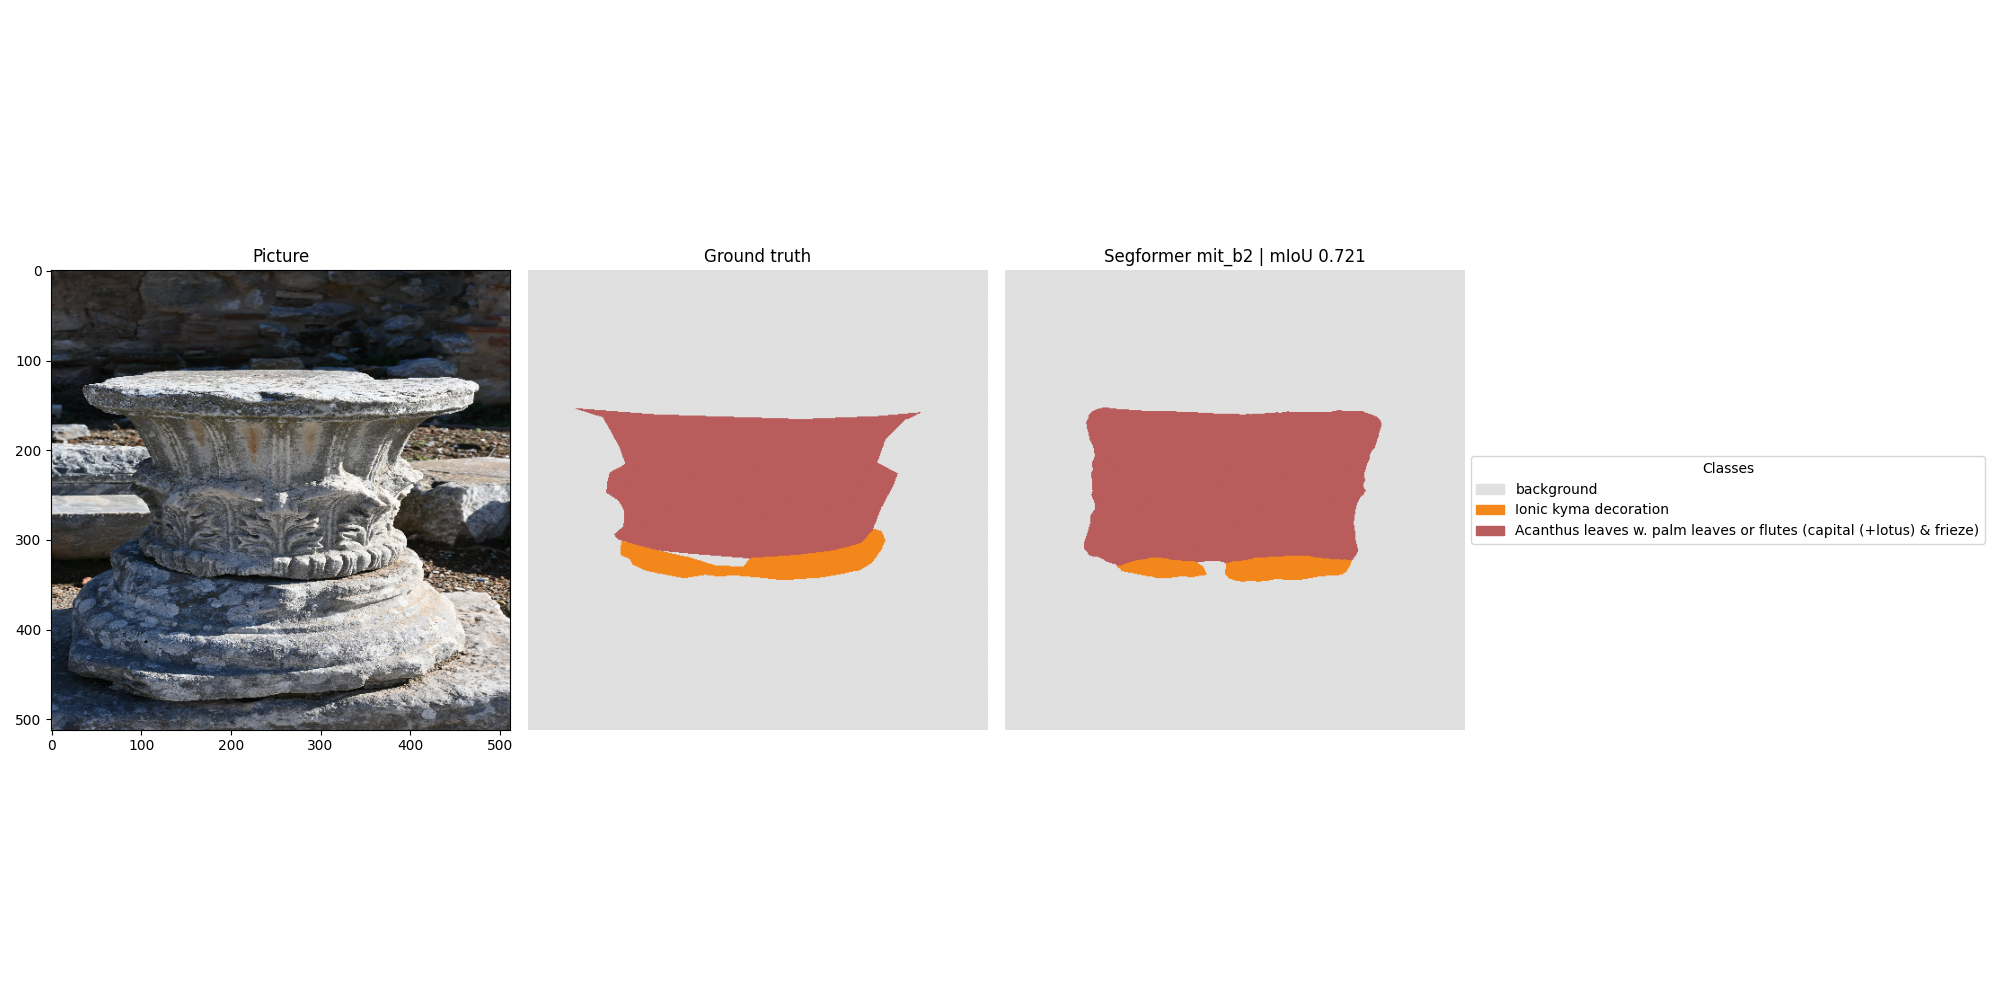 Picture
Ground truth
Segformer mit_b2 | mIoU 0.721
0
100
200
300
400
500
0 100 200 300 400 500
Classes
background
Ionic kyma decoration
Acanthus leaves w. palm leaves or flutes (capital (+lotus) & frieze)